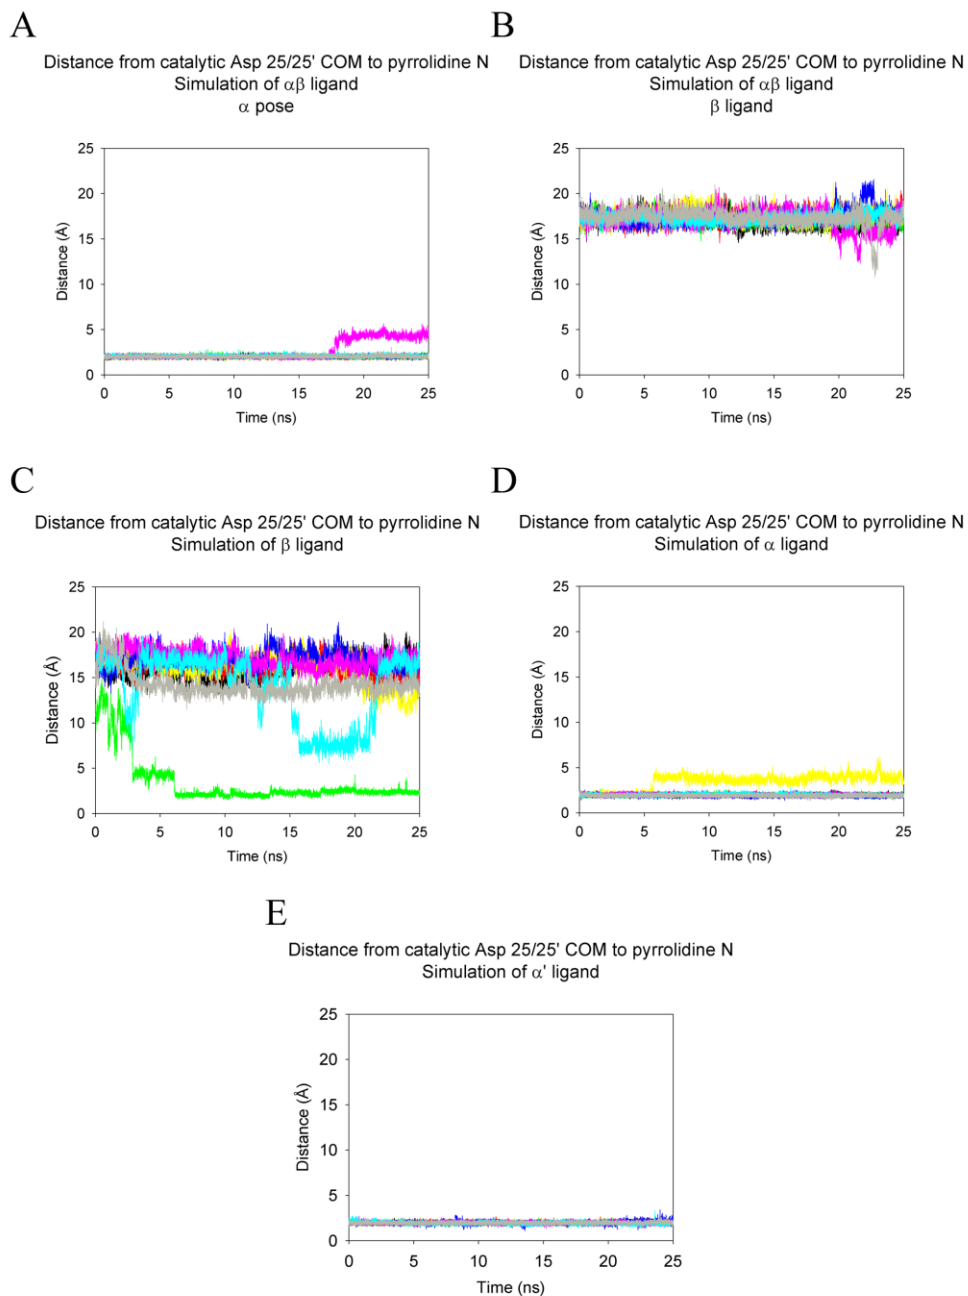 A
Distance from catalytic Asp 25/25' COM to pyrrolidine N
Simulation of αβ ligand
α pose
25
20
15
10
5
0
Distance (Å)
0 5 10 15 20 25
Time (ns)
B
Distance from catalytic Asp 25/25' COM to pyrrolidine N
Simulation of αβ ligand
β ligand
25
20
15
10
5
0
Distance (Å)
0 5 10 15 20 25
Time (ns)
C
Distance from catalytic Asp 25/25' COM to pyrrolidine N
Simulation of β ligand
25
20
15
10
5
0
Distance (Å)
0 5 10 15 20 25
Time (ns)
D
Distance from catalytic Asp 25/25' COM to pyrrolidine N
Simulation of α ligand
25
20
15
10
5
0
Distance (Å)
0 5 10 15 20 25
Time (ns)
E
Distance from catalytic Asp 25/25' COM to pyrrolidine N
Simulation of α' ligand
25
20
15
10
5
0
Distance (Å)
0 5 10 15 20 25
Time (ns)